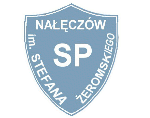 NAŁĘCZÓW
SP
im. STEFANA ŻEROMSKIEGO